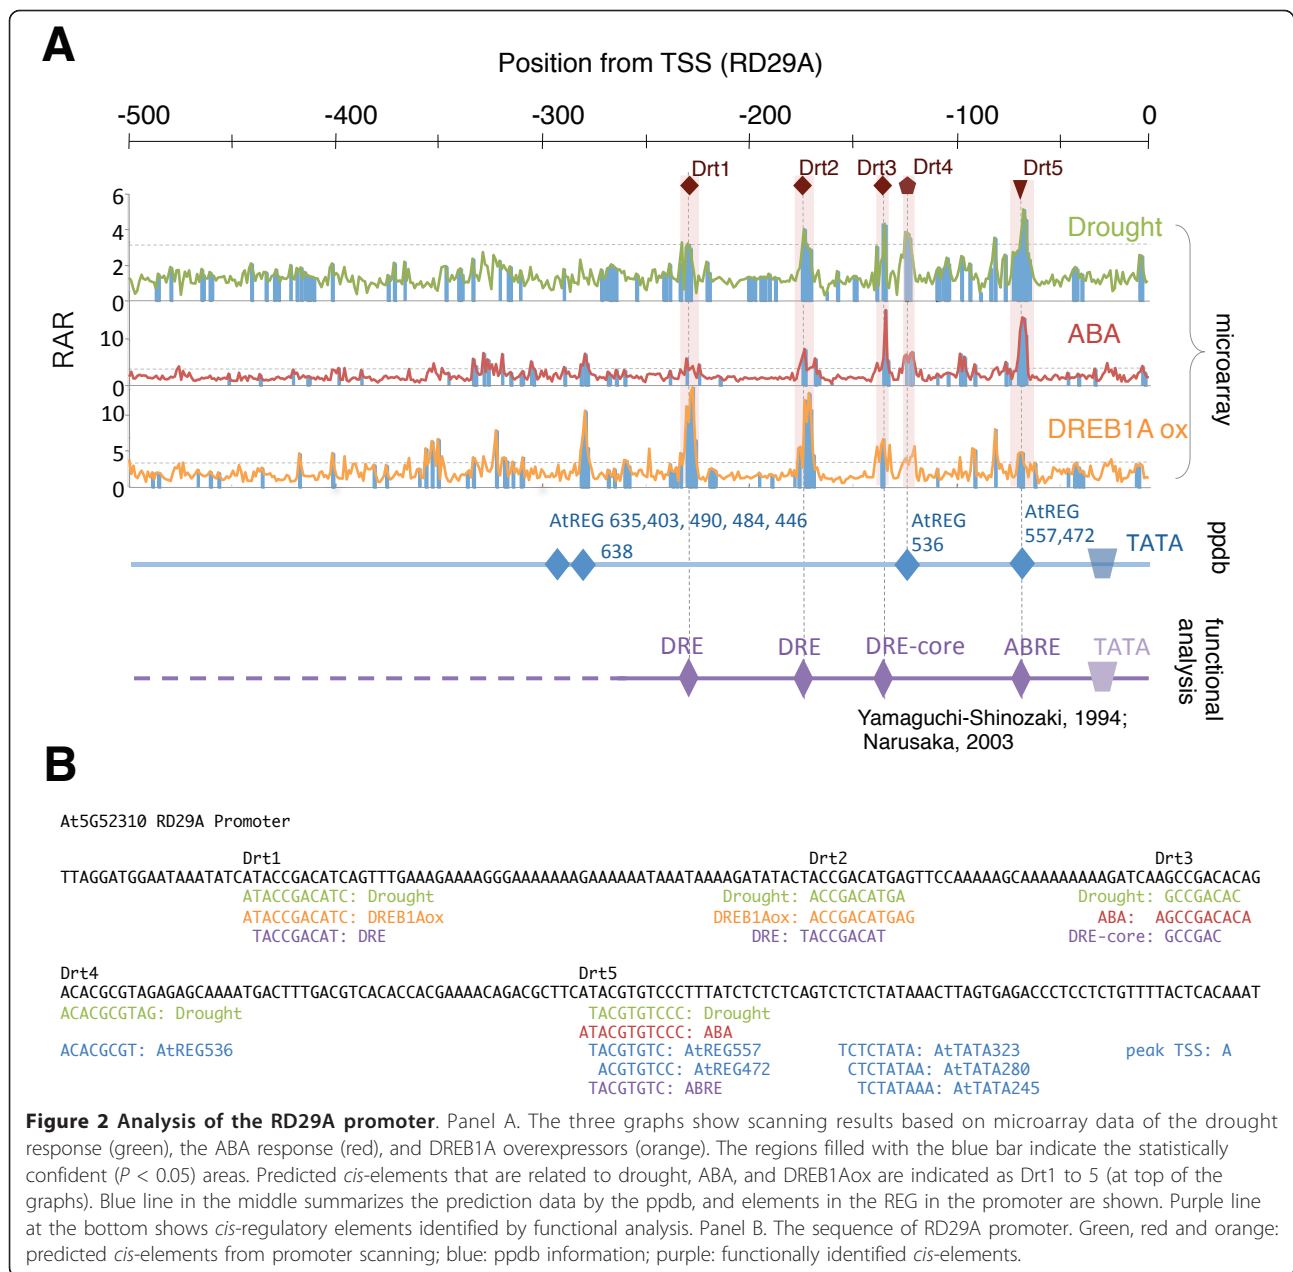 A
Position from TSS (RD29A)
-500 -400 -300 -200 -100 0
Drt1 Drt2 Drt3 Drt4 Drt5
6
4
2
0
Drought
10
0
ABA
10
5
0
DREB1A ox
RAR
microarray
AtREG 635,403, 490, 484, 446
638
AtREG
536
AtREG
557,472
TATA
ppdb
DRE DRE DRE-core ABRE TATA
functional
analysis
Yamaguchi-Shinozaki, 1994;
Narusaka, 2003
B
At5G52310 RD29A Promoter
Drt1 Drt2 Drt3
TTAGGATGGAATAAATATCATACCGACATCAGTTTGAAAGAAAAGGGAAAAAAAGAAAAAATAAATAAAAGATATACTACCGACATGAGTTCCAAAAAGCAAAAAAAAAGATCAAGCCGACACAG
ATACCGACATC: Drought Drought: ACCGACATGA Drought: GCCGACAC
ATACCGACATC: DREB1Aox DREB1Aox: ACCGACATGAG ABA: AGCCGACACA
TACCGACAT: DRE DRE: TACCGACAT DRE-core: GCCGAC
Drt4 Drt5
ACACGCGTAGAGAGCAAAATGACTTTGACGTCACACCACGAAAACAGACGCTTCATACGTGTCCCTTTATCTCTCTCAGTCTCTCTATAAACTTAGTGAGACCCTCCTCTGTTTTACTCACAAAT
ACACGCGTAG: Drought TACGTGTCCC: Drought
ATACGTGTCCC: ABA
ACACGCGT: AtREG536 TACGTGTC: AtREG557 TCTCTATA: AtTATA323 peak TSS: A
ACGTGTCC: AtREG472 CTCTATAA: AtTATA280
TACGTGTC: ABRE TCTATAAA: AtTATA245
Figure 2 Analysis of the RD29A promoter. Panel A. The three graphs show scanning results based on microarray data of the drought
response (green), the ABA response (red), and DREB1A overexpressors (orange). The regions filled with the blue bar indicate the statistically
confident (P < 0.05) areas. Predicted cis-elements that are related to drought, ABA, and DREB1Aox are indicated as Drt1 to 5 (at top of the
graphs). Blue line in the middle summarizes the prediction data by the ppdb, and elements in the REG in the promoter are shown. Purple line
at the bottom shows cis-regulatory elements identified by functional analysis. Panel B. The sequence of RD29A promoter. Green, red and orange:
predicted cis-elements from promoter scanning; blue: ppdb information; purple: functionally identified cis-elements.